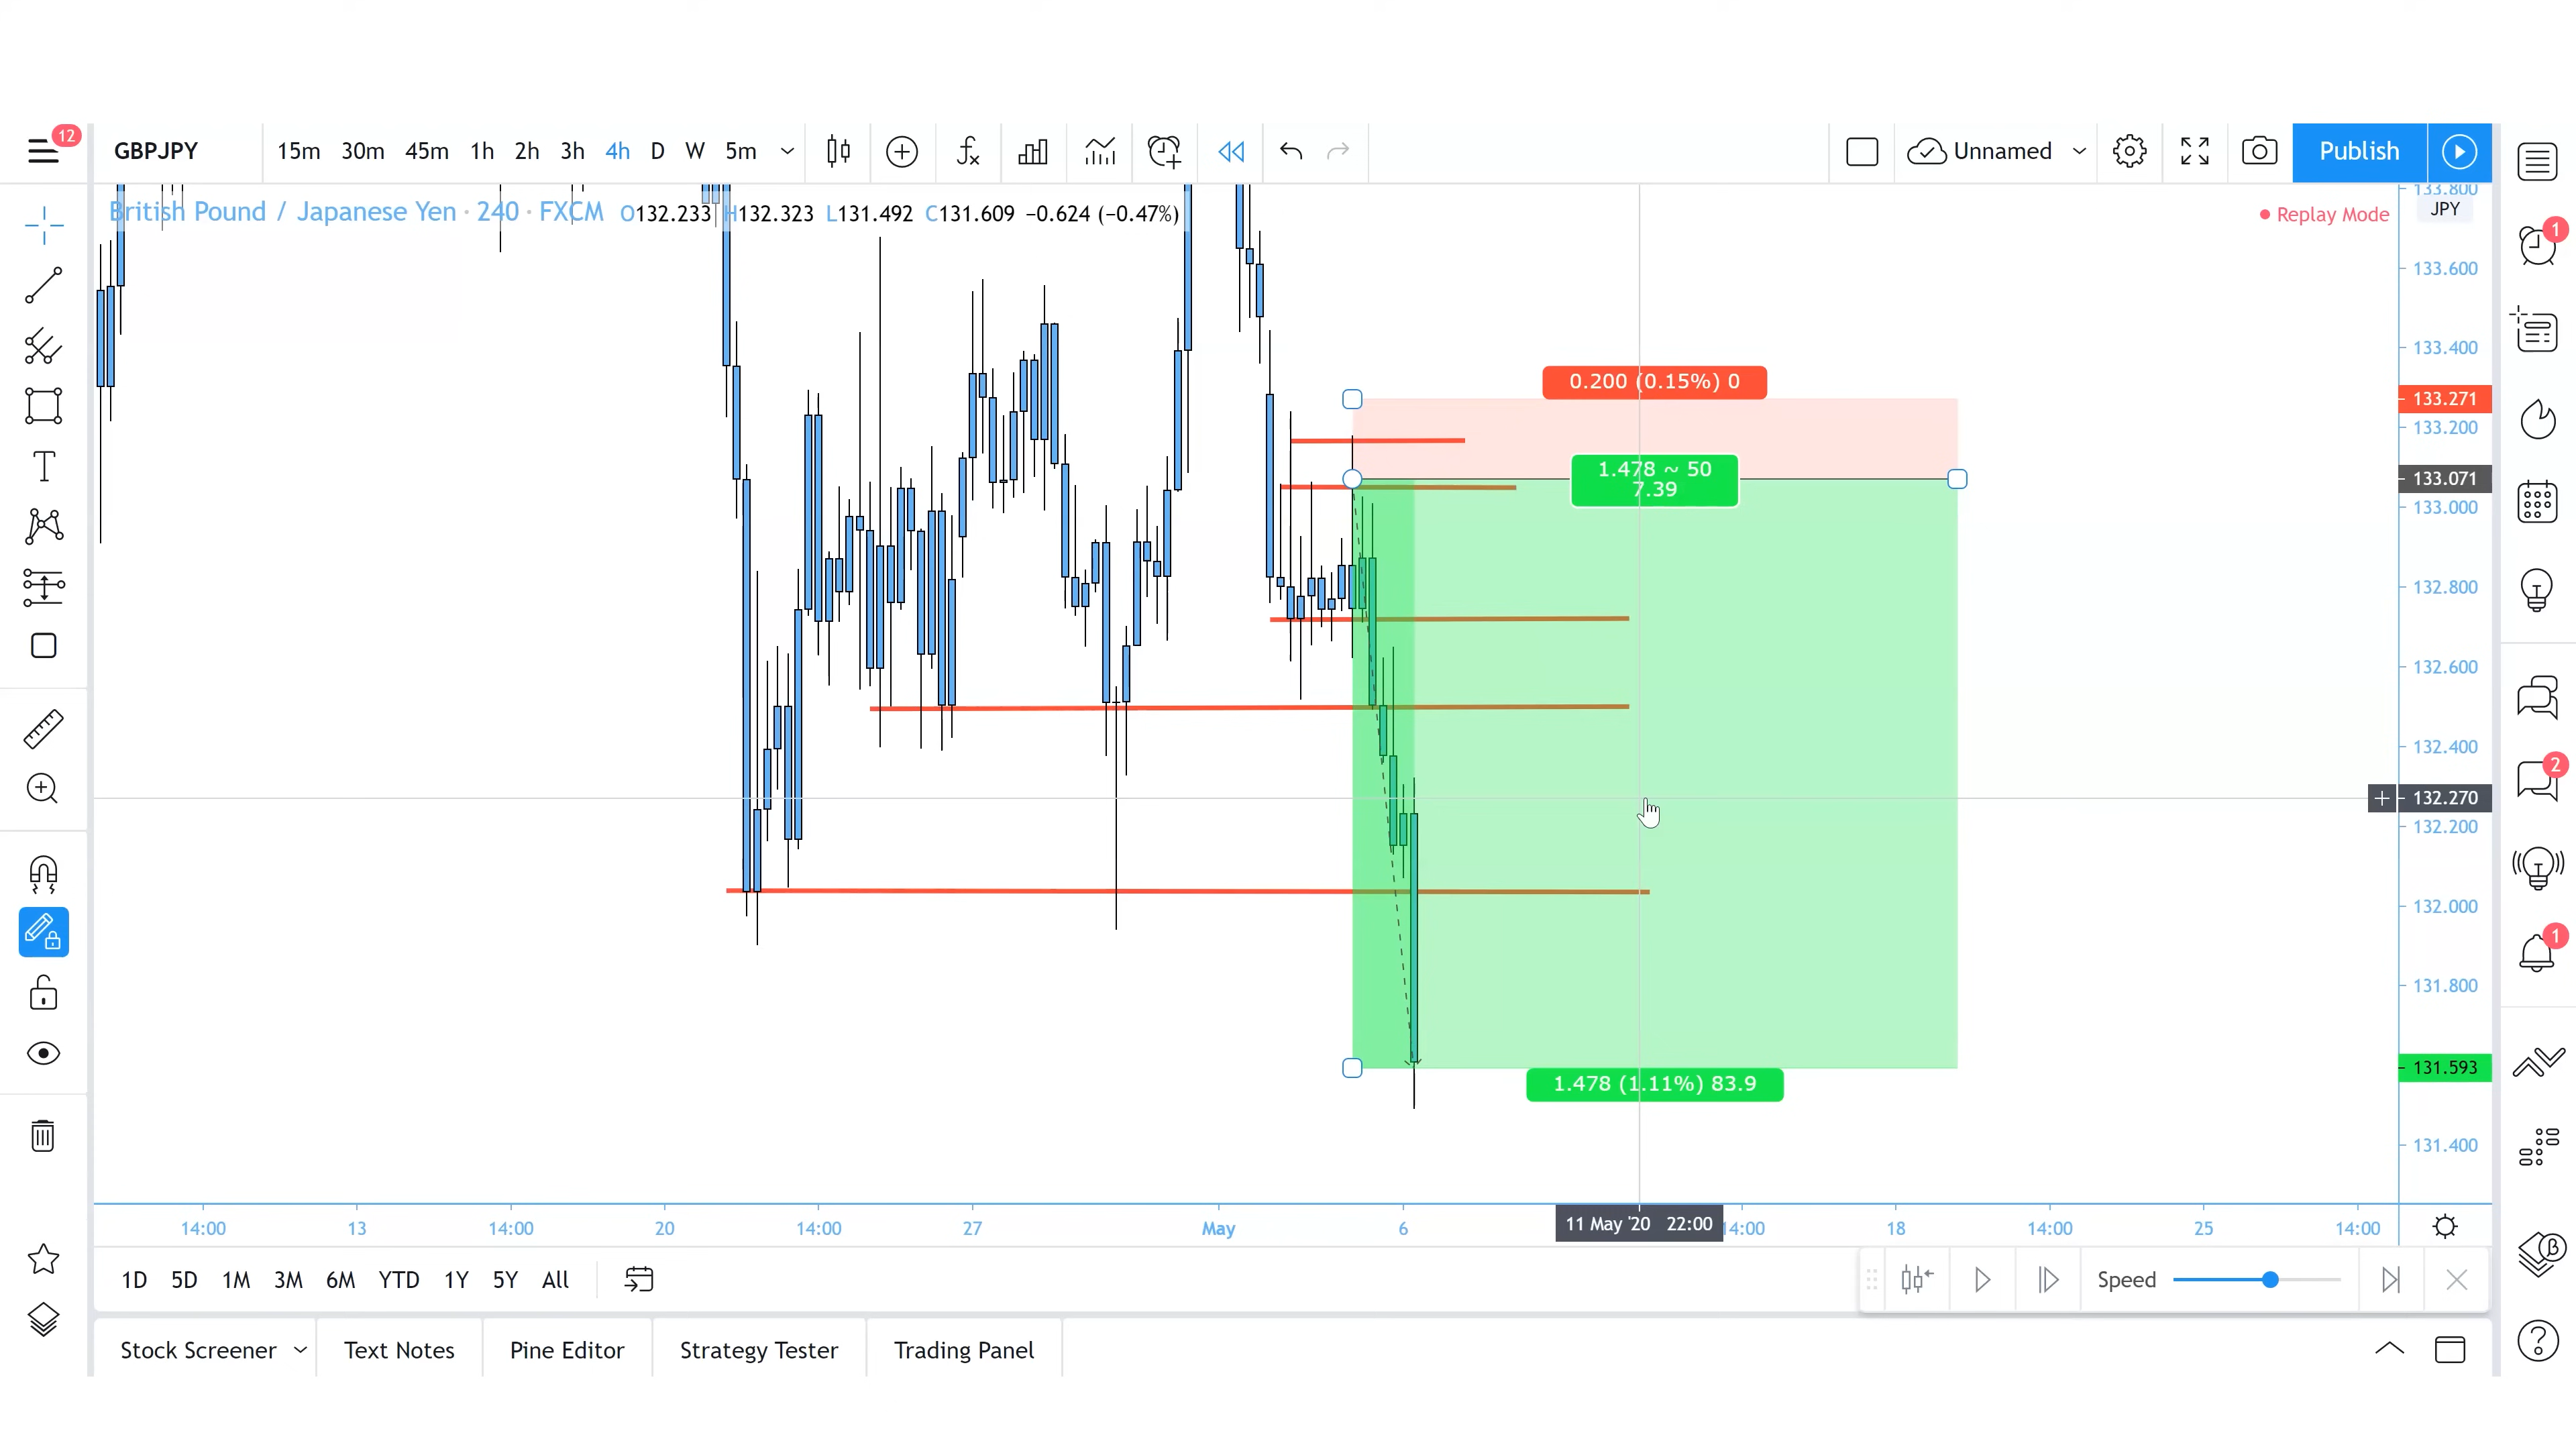 12
GBPJPY
15m 30m 45m 1h 2h 3h 4h D W 5m
Unnamed
Publish
British Pound / Japanese Yen · 240 · FXCM O132.233 H132.323 L131.492 C131.609 −0.624 (−0.47%)
Replay Mode
JPY
133.800
133.600
133.400
133.271
133.200
133.071
133.000
132.800
132.600
132.400
132.270
132.200
132.000
131.800
131.593
131.400
0.200 (0.15%) 0
1.478 ~ 50
7.39
1.478 (1.11%) 83.9
1
2
1
β
14:00 13 14:00 20 14:00 27 May 6 11 May '20 22:00 14:00 18 14:00 25 14:00
1D 5D 1M 3M 6M YTD 1Y 5Y All
Speed
Stock Screener Text Notes Pine Editor Strategy Tester Trading Panel